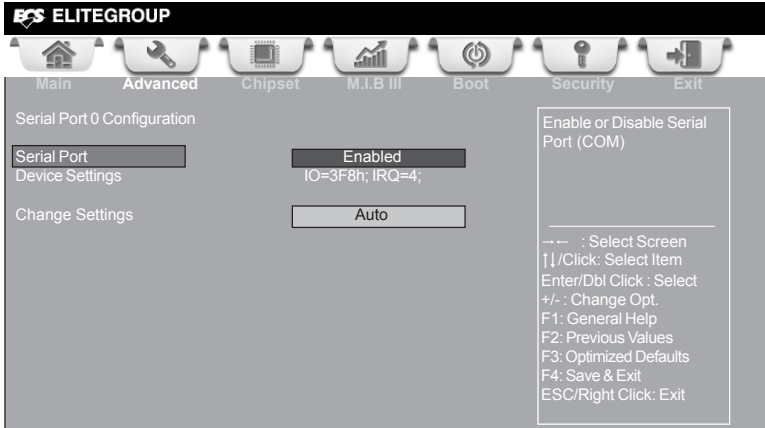 ECS ELITEGROUP
Main Advanced Chipset M.I.B III Boot Security Exit
Serial Port 0 Configuration
Serial Port Enabled
Device Settings IO=3F8h; IRQ=4;
Change Settings Auto
Enable or Disable Serial
Port (COM)
→← : Select Screen
↑↓/Click: Select Item
Enter/Dbl Click : Select
+/- : Change Opt.
F1: General Help
F2: Previous Values
F3: Optimized Defaults
F4: Save & Exit
ESC/Right Click: Exit